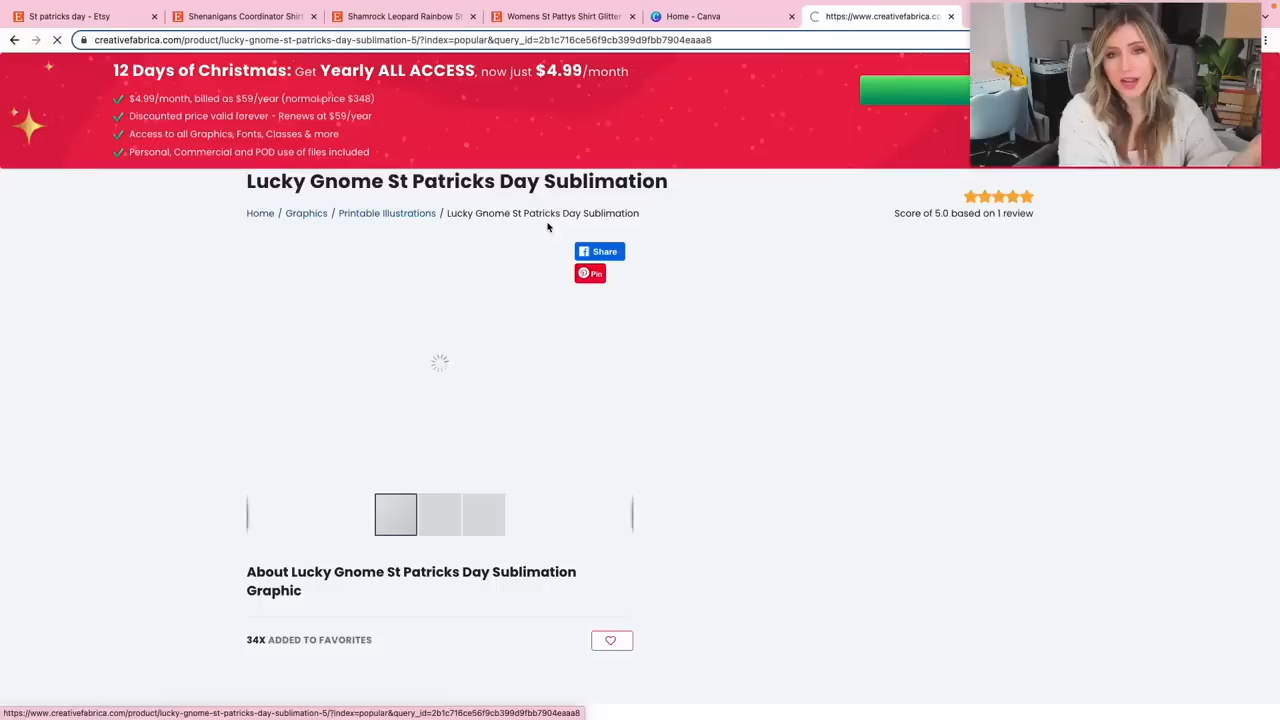 St patricks day - Etsy
Shenanigans Coordinator Shirt
Shamrock Leopard Rainbow S
Womens St Pattys Shirt Glitter
Home - Canva
https://www.creativefabrica.co
creativefabrica.com/product/lucky-gnome-st-patricks-day-sublimation-5/?index=popular&query_id=2b1c716ce56f9cb399d9fbb7904eaaa8
12 Days of Christmas: Get Yearly ALL ACCESS, now just $4.99/month
$4.99/month, billed as $59/year (normal price $348)
Discounted price valid forever - Renews at $59/year
Access to all Graphics, Fonts, Classes & more
Personal, Commercial and POD use of files included
Lucky Gnome St Patricks Day Sublimation
Home / Graphics / Printable Illustrations / Lucky Gnome St Patricks Day Sublimation
Score of 5.0 based on 1 review
Share
Pin
About Lucky Gnome St Patricks Day Sublimation
Graphic
34X ADDED TO FAVORITES
https://www.creativefabrica.com/product/lucky-gnome-st-patricks-day-sublimation-5/?index=popular&query_id=2b1c716ce56f9cb399d9fbb7904eaaa8